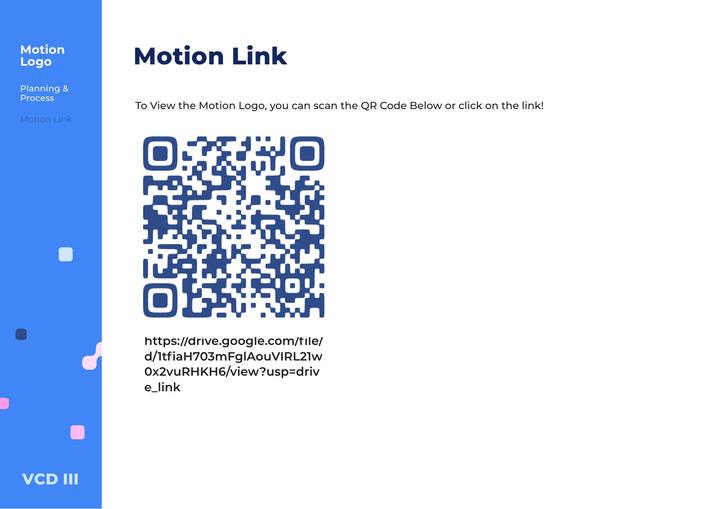 Motion
Logo
Planning &
Process
Motion Link
VCD III
Motion Link
To View the Motion Logo, you can scan the QR Code Below or click on the link!
https://drive.google.com/file/
d/1tfiaH703mFglAouVIRL21w
0x2vuRHKH6/view?usp=driv
e_link